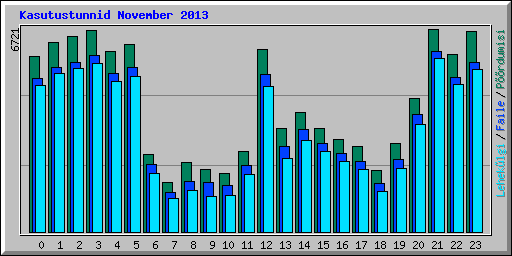 Kasutustunnid November 2013
6721
Lehekülgi / Faile / Pöördumisi
0 1 2 3 4 5 6 7 8 9 10 11 12 13 14 15 16 17 18 19 20 21 22 23